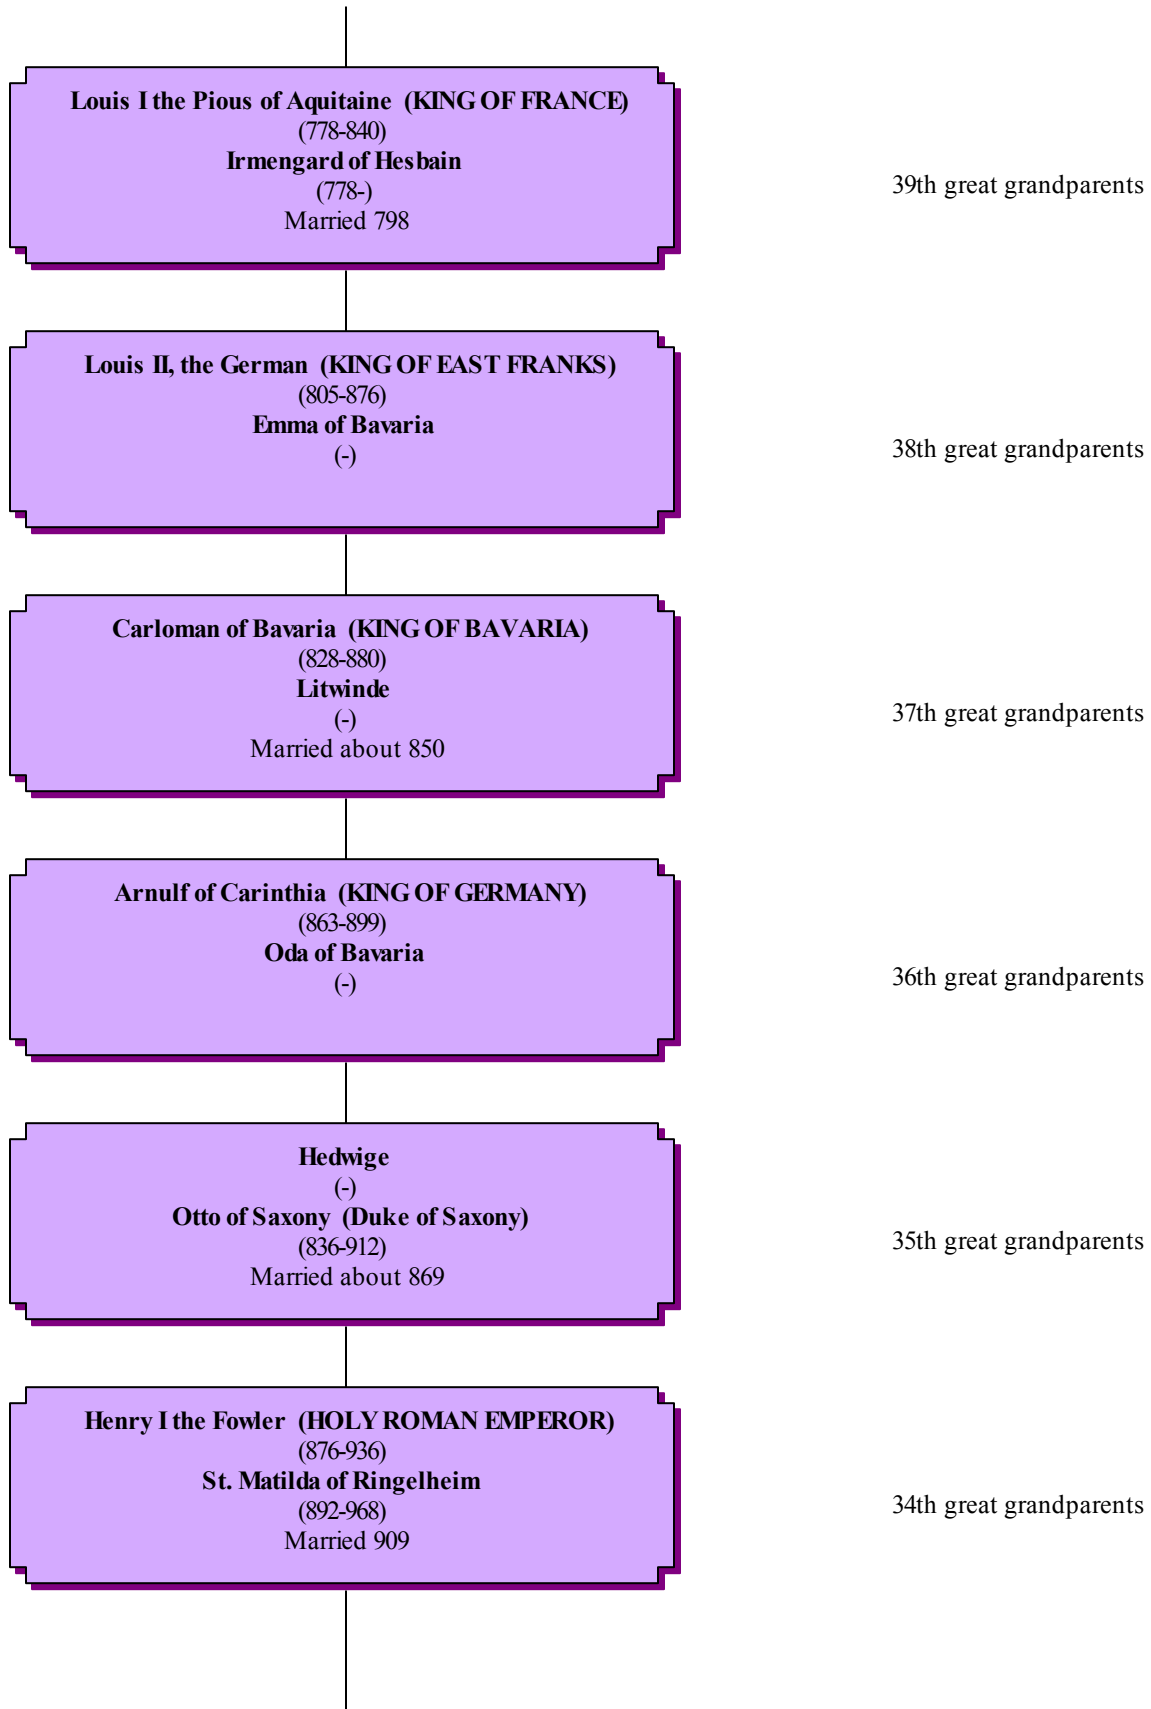 Louis I the Pious of Aquitaine (KING OF FRANCE)
(778-840)
Irmengard of Hesbain
(778-)
Married 798
39th great grandparents
Louis II, the German (KING OF EAST FRANKS)
(805-876)
Emma of Bavaria
(-)
38th great grandparents
Carloman of Bavaria (KING OF BAVARIA)
(828-880)
Litwinde
(-)
Married about 850
37th great grandparents
Arnulf of Carinthia (KING OF GERMANY)
(863-899)
Oda of Bavaria
(-)
36th great grandparents
Hedwige
(-)
Otto of Saxony (Duke of Saxony)
(836-912)
Married about 869
35th great grandparents
Henry I the Fowler (HOLY ROMAN EMPEROR)
(876-936)
St. Matilda of Ringelheim
(892-968)
Married 909
34th great grandparents